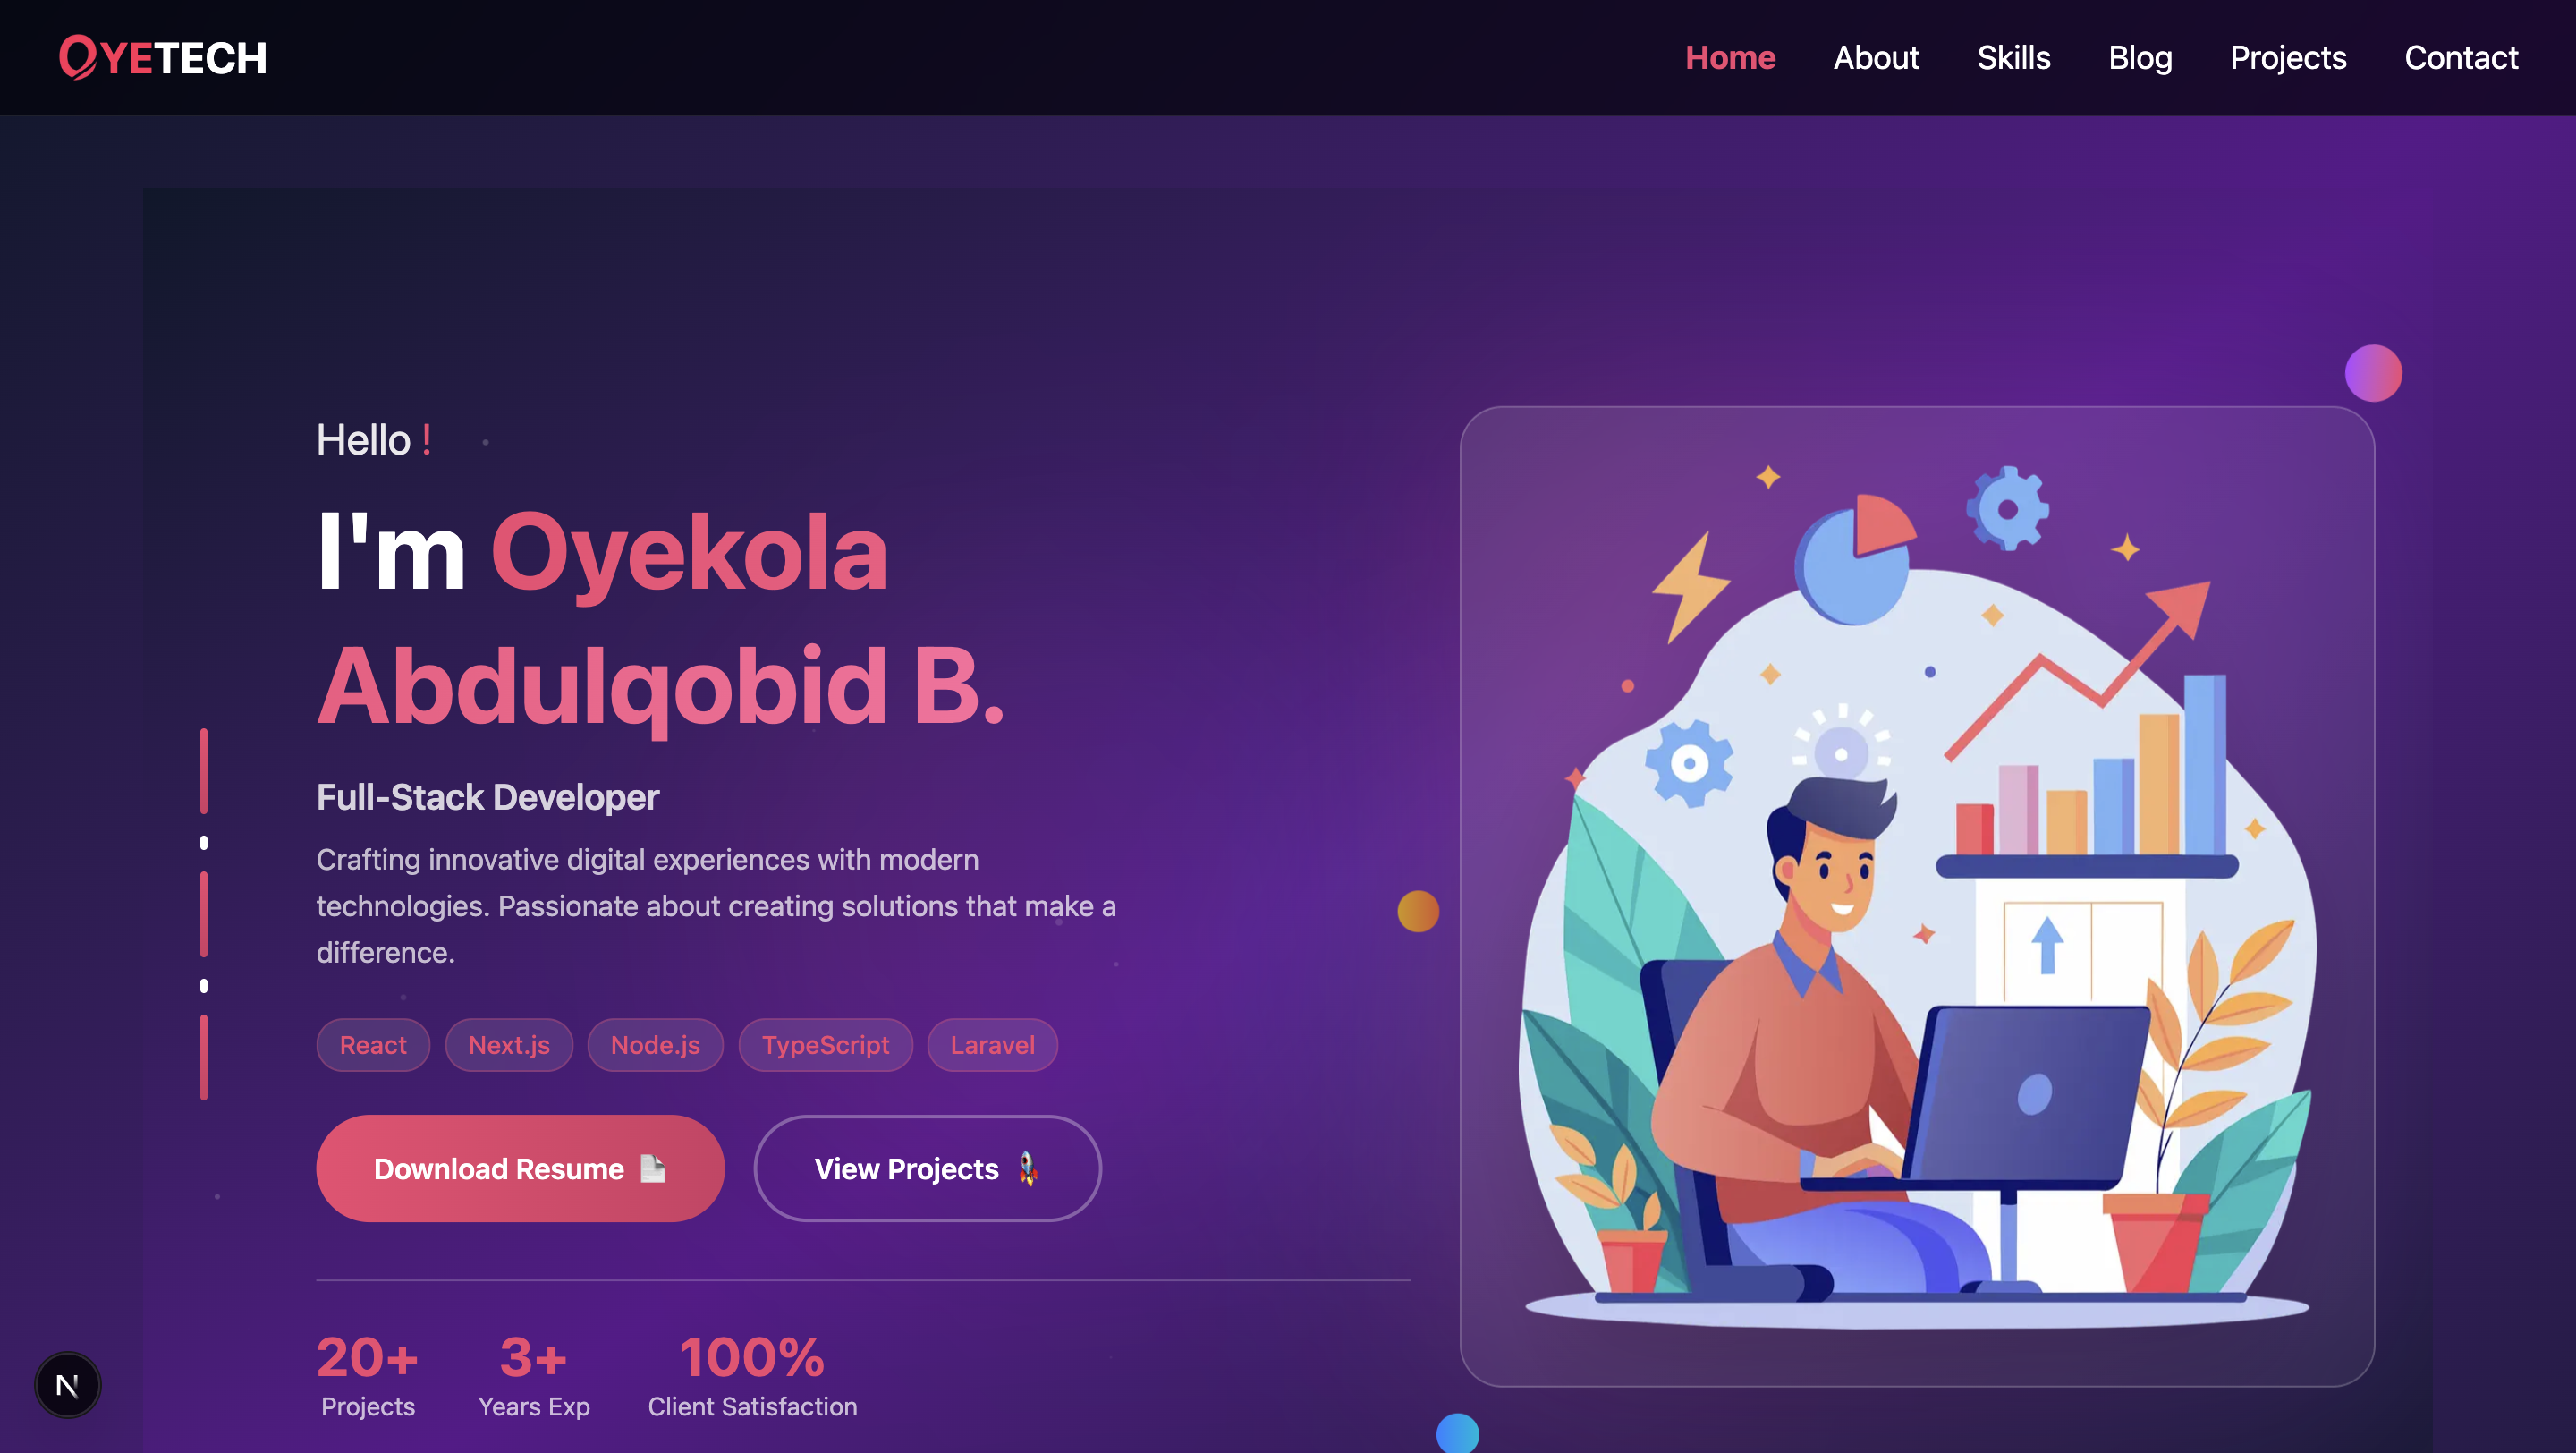 OYETECH
Home
About
Skills
Blog
Projects
Contact
Hello !
I'm Oyekola
Abdulqobid B.
Full-Stack Developer
Crafting innovative digital experiences with modern
technologies. Passionate about creating solutions that make a
difference.
React
Next.js
Node.js
TypeScript
Laravel
Download Resume 📄
View Projects 🚀
20+
Projects
3+
Years Exp
100%
Client Satisfaction
N